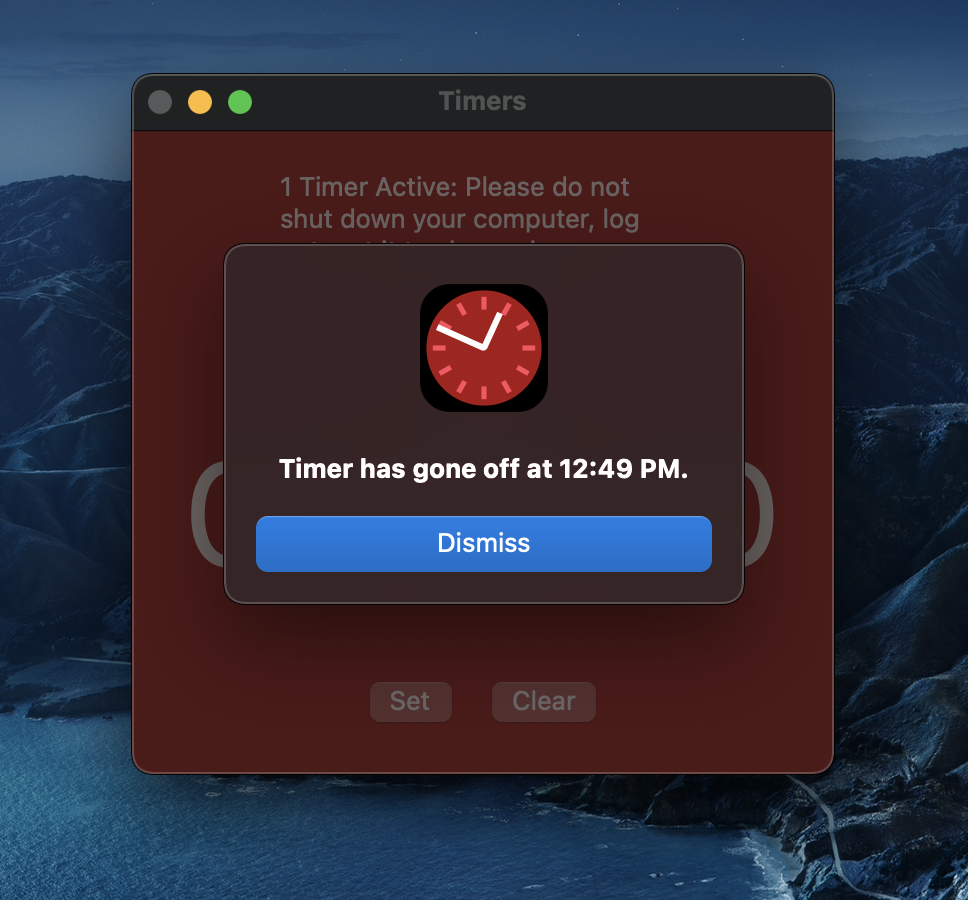 Timers
1 Timer Active: Please do not
shut down your computer, log
Timer has gone off at 12:49 PM.
Dismiss
Set
Clear